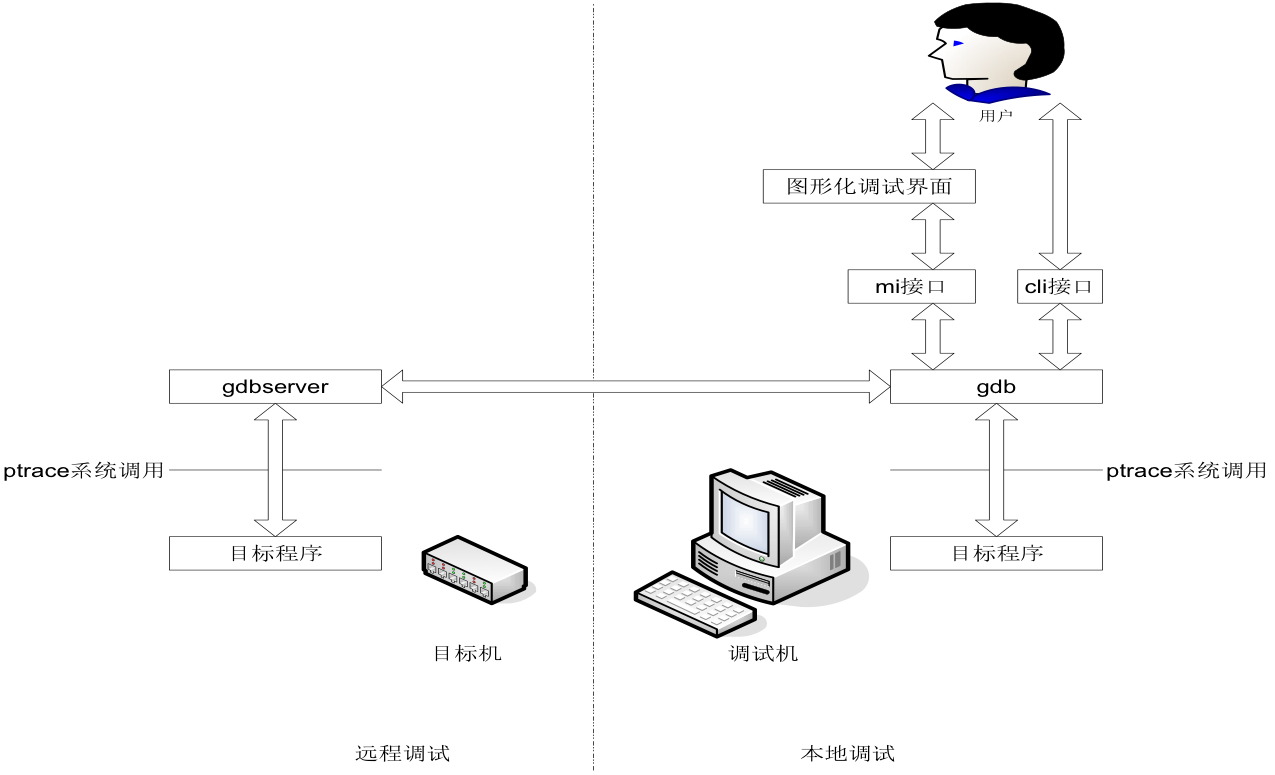 用户
图形化调试界面
mi接口
cli接口
gdbserver
gdb
ptrace系统调用
ptrace系统调用
目标程序
目标程序
目标机
调试机
远程调试
本地调试